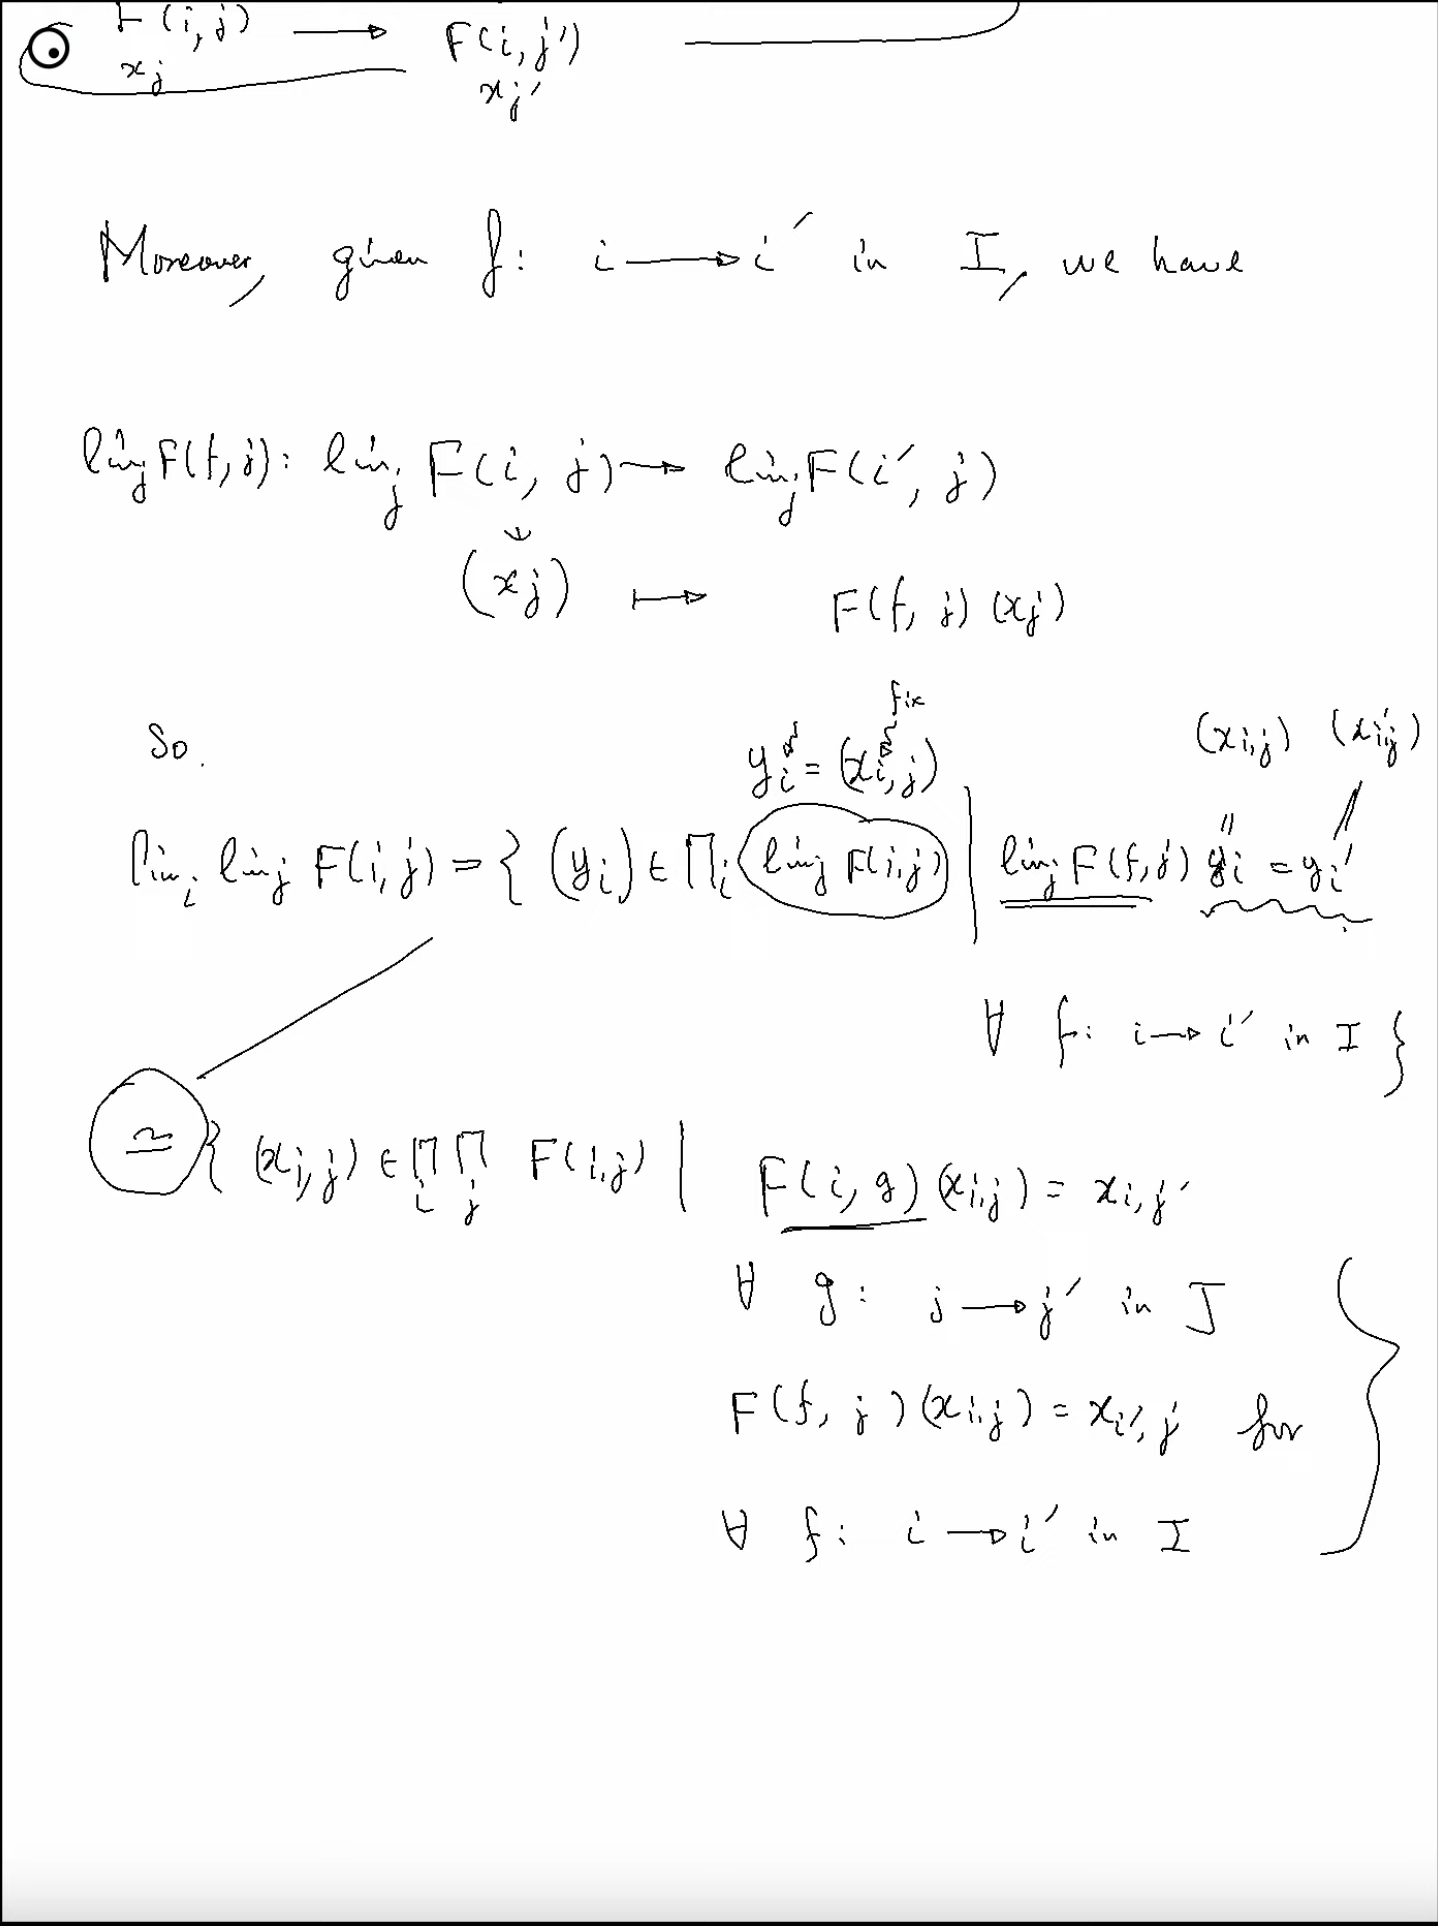 F(i, j) → F(i, j')
x_j x_j'
Moreover, given f: i → i' in I, we have
lim_j F(f, j): lim_j F(i, j) → lim_j F(i', j)
(x_j) ↦ F(f, j) (x_j)
fix
So. y_i = (x_{i,j}) (x_{i,j}) (x_{i',j})
lim_i lim_j F(i, j) = { (y_i) ∈ ∏_i lim_j F(i,j) | lim_j F(f,j) y_i = y_i'
∀ f: i → i' in I }
≃ { (x_{i,j}) ∈ ∏_i ∏_j F(i,j) | F(i, g) (x_{i,j}) = x_{i,j'}
∀ g: j → j' in J
F(f, j) (x_{i,j}) = x_{i',j} for
∀ f: i → i' in I }